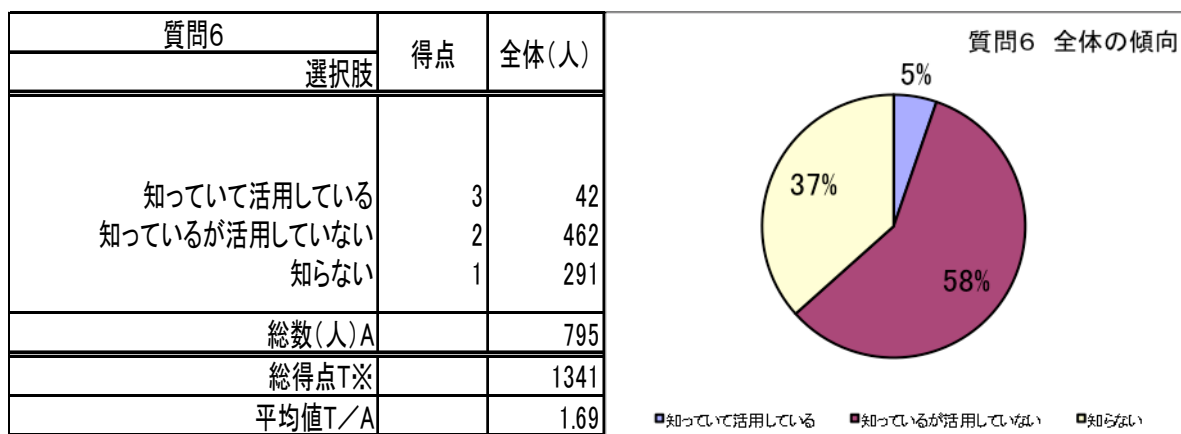 質問6 得点 全体(人)
選択肢
知っていて活用している 3 42
知っているが活用していない 2 462
知らない 1 291
総数(人)A 795
総得点T※ 1341
平均値T/A 1.69
質問6 全体の傾向
5%
37%
58%
知っていて活用している 知っているが活用していない 知らない